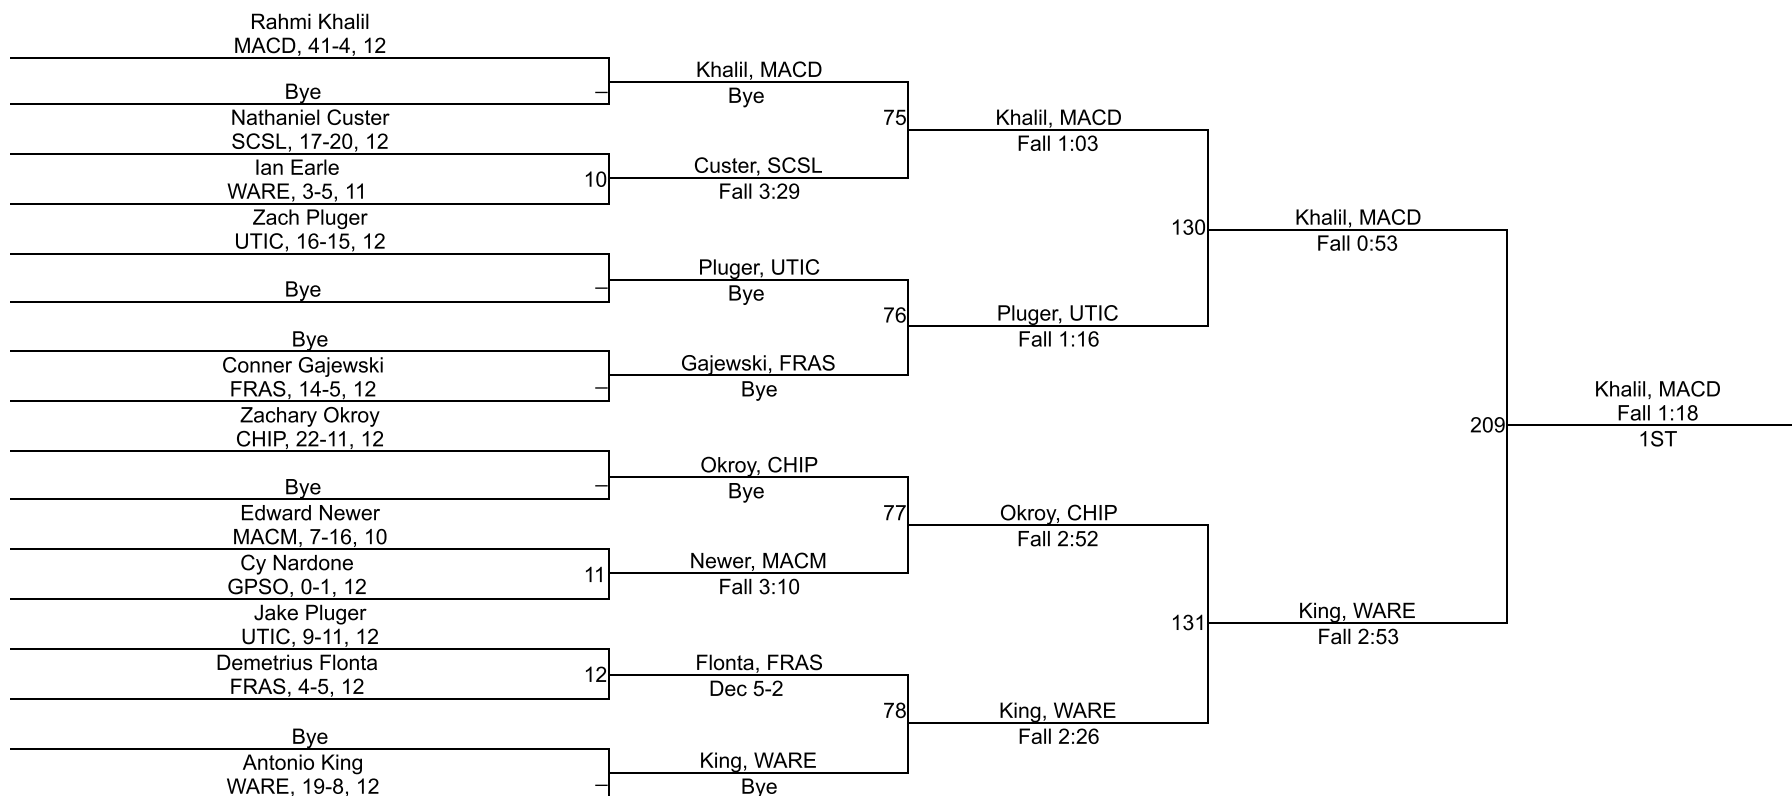 Rahmi Khalil
MACD, 41-4, 12
Bye
Nathaniel Custer
SCSL, 17-20, 12
Ian Earle
WARE, 3-5, 11
Zach Pluger
UTIC, 16-15, 12
Bye
Bye
Conner Gajewski
FRAS, 14-5, 12
Zachary Okroy
CHIP, 22-11, 12
Bye
Edward Newer
MACM, 7-16, 10
Cy Nardone
GPSO, 0-1, 12
Jake Pluger
UTIC, 9-11, 12
Demetrius Flonta
FRAS, 4-5, 12
Bye
Antonio King
WARE, 19-8, 12
–
10
–
–
–
11
12
–
Khalil, MACD
Bye
Custer, SCSL
Fall 3:29
Pluger, UTIC
Bye
Gajewski, FRAS
Bye
Okroy, CHIP
Bye
Newer, MACM
Fall 3:10
Flonta, FRAS
Dec 5-2
King, WARE
Bye
75
76
77
78
Khalil, MACD
Fall 1:03
Pluger, UTIC
Fall 1:16
Okroy, CHIP
Fall 2:52
King, WARE
Fall 2:26
130
131
Khalil, MACD
Fall 0:53
King, WARE
Fall 2:53
209
Khalil, MACD
Fall 1:18
1ST